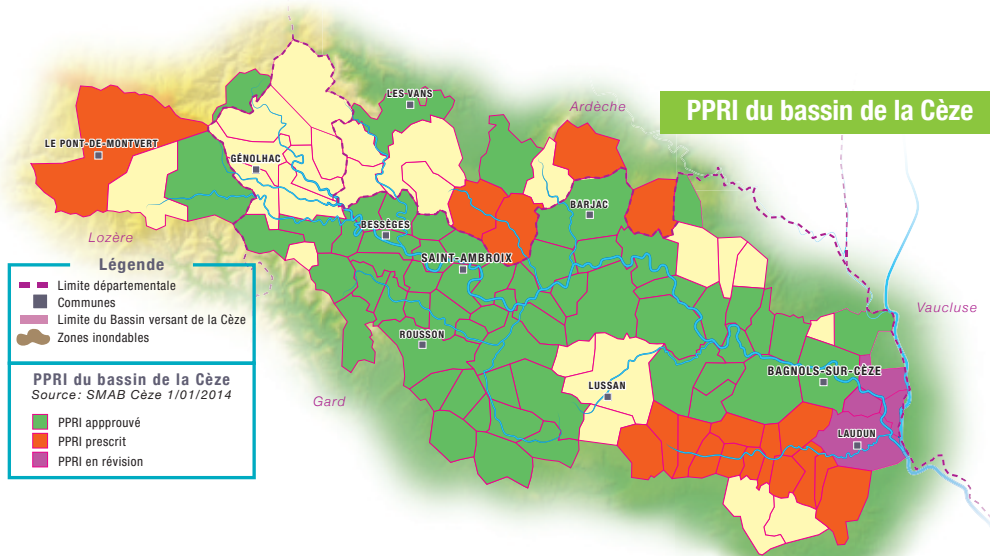 PPRI du bassin de la Cèze
LES VANS
Ardèche
LE PONT-DE-MONTVERT
GÉNOLHAC
BARJAC
BESSÈGES
Lozère
SAINT-AMBROIX
Vaucluse
ROUSSON
BAGNOLS-SUR-CÈZE
LUSSAN
Gard
LAUDUN
Légende
Limite départementale
Communes
Limite du Bassin versant de la Cèze
Zones inondables
PPRI du bassin de la Cèze
Source: SMAB Cèze 1/01/2014
PPRI appprouvé
PPRI prescrit
PPRI en révision